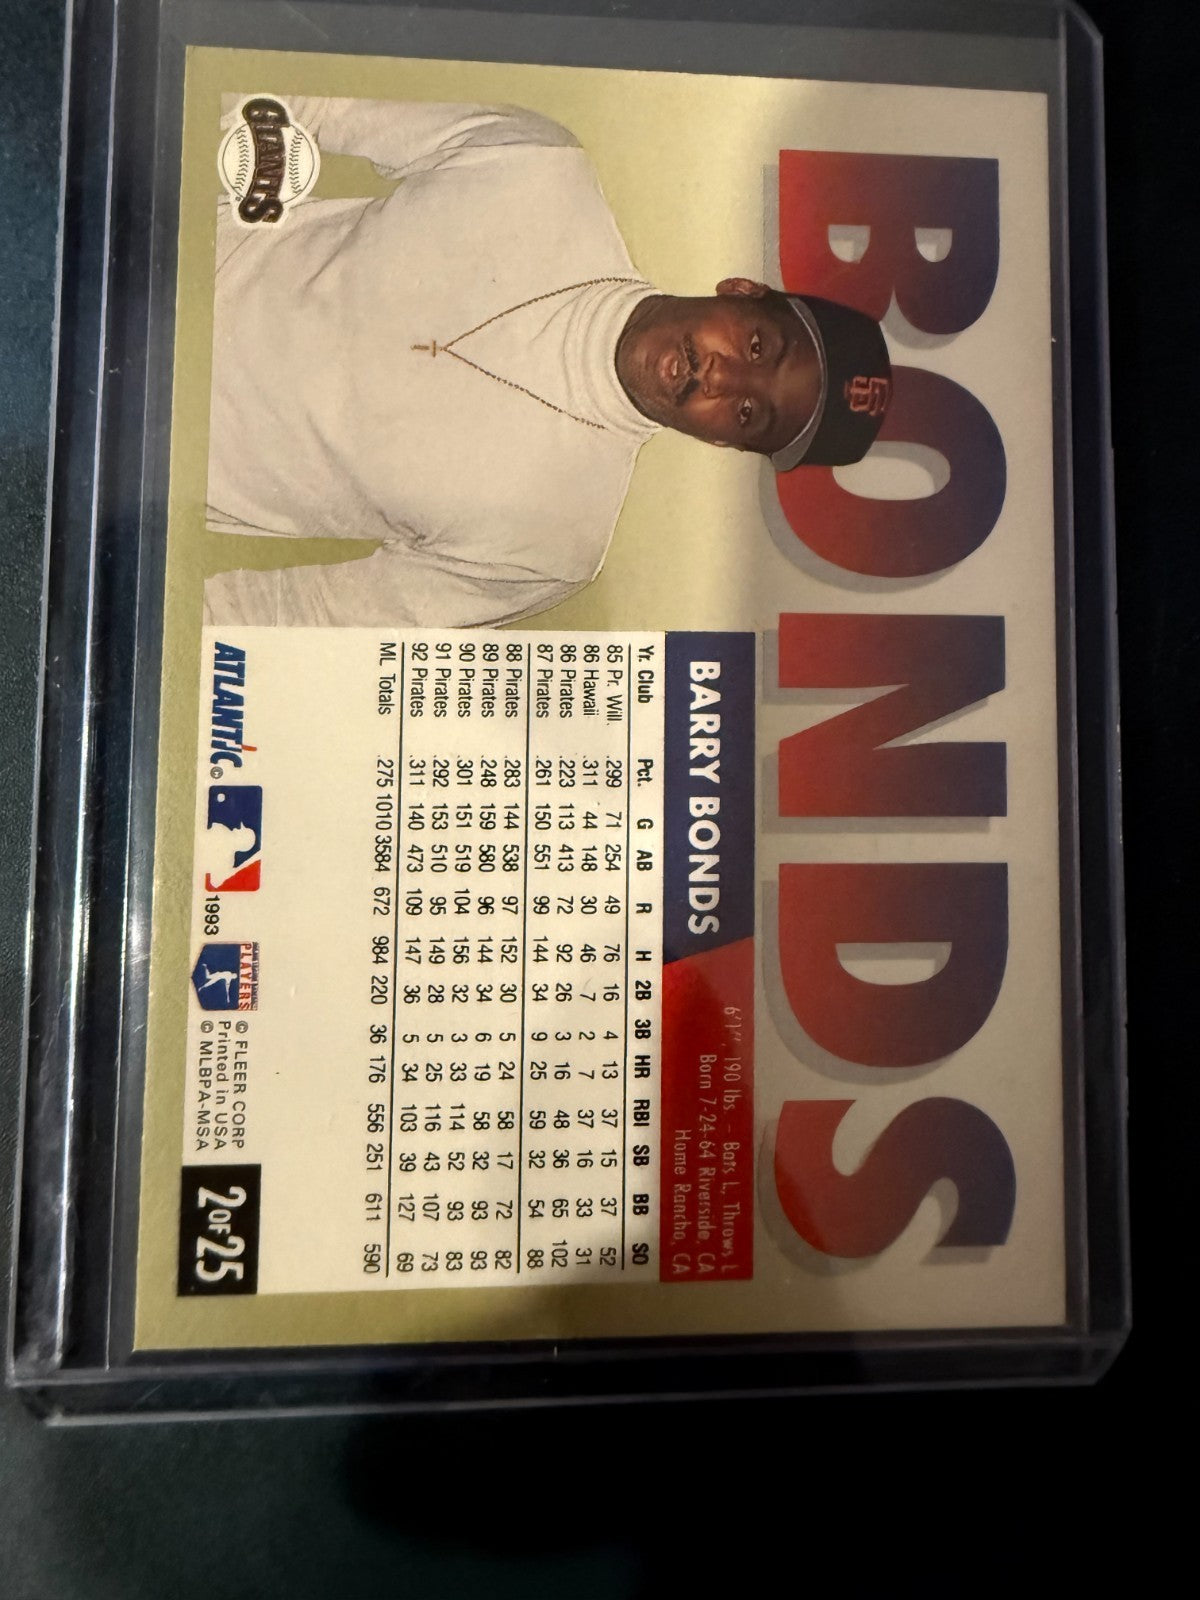 BONDS
SF
BARRY BONDS
6'1", 190 lbs. – Bats L, Throws L
Born 7-24-64 Riverside, CA
Home Rancho, CA
Yr. Club Pct. G AB R H 2B 3B HR RBI SB BB SO
85 Pr. Will. .299 71 254 49 76 16 4 13 37 15 37 52
86 Hawaii .311 44 148 30 46 7 2 7 37 16 33 31
86 Pirates .223 113 413 72 92 26 3 16 48 36 65 102
87 Pirates .261 150 551 99 144 34 9 25 59 32 54 88
88 Pirates .283 144 538 97 152 30 5 24 58 17 72 82
89 Pirates .248 159 580 96 144 34 6 19 58 32 93 93
90 Pirates .301 151 519 104 156 32 3 33 114 52 93 83
91 Pirates .292 153 510 95 149 28 5 25 116 43 107 73
92 Pirates .311 140 473 109 147 36 5 34 103 39 127 69
ML Totals .275 1010 3584 672 984 220 36 176 556 251 611 590
GIANTS
ATLANTIC ©
1993
PLAYERS
© FLEER CORP
Printed in USA
© MLBPA-MSA
2 OF 25